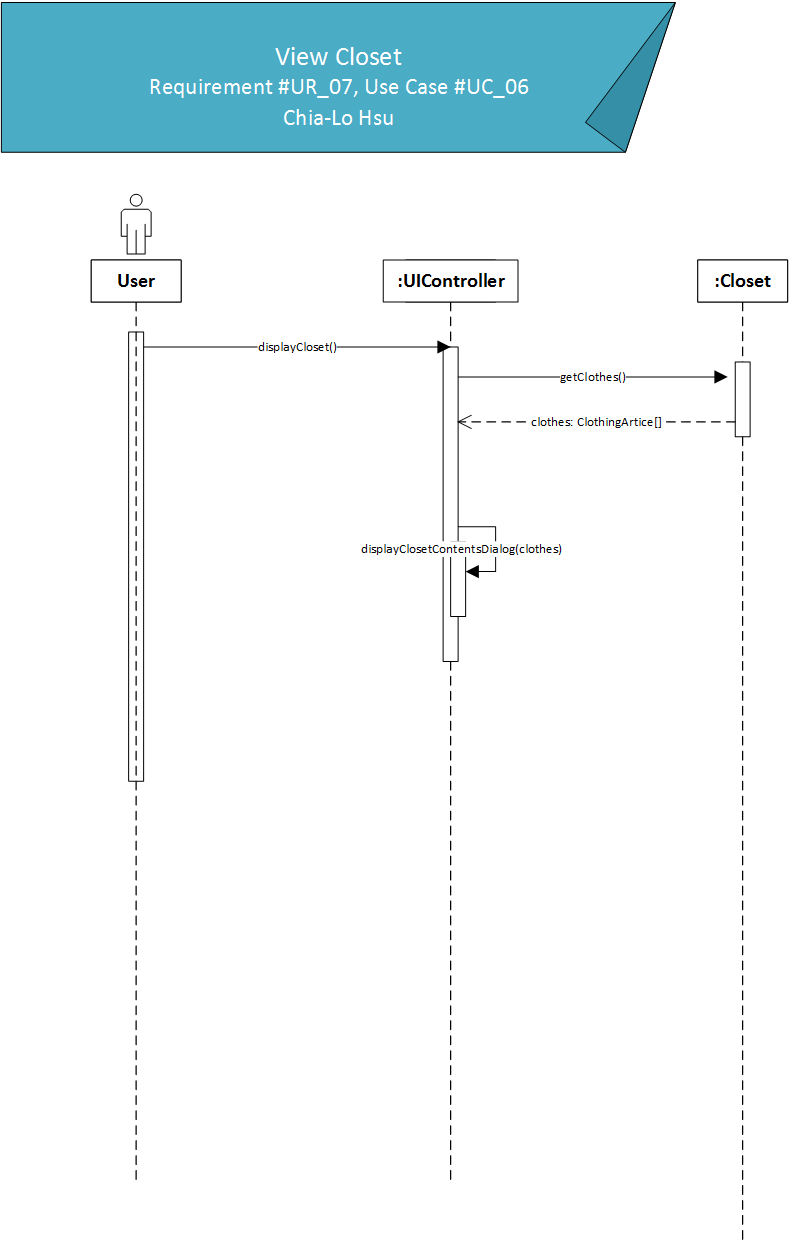 View Closet
Requirement #UR_07, Use Case #UC_06
Chia-Lo Hsu
User
:UIController
:Closet
displayCloset()
getClothes()
clothes: ClothingArtice[]
displayClosetContentsDialog(clothes)